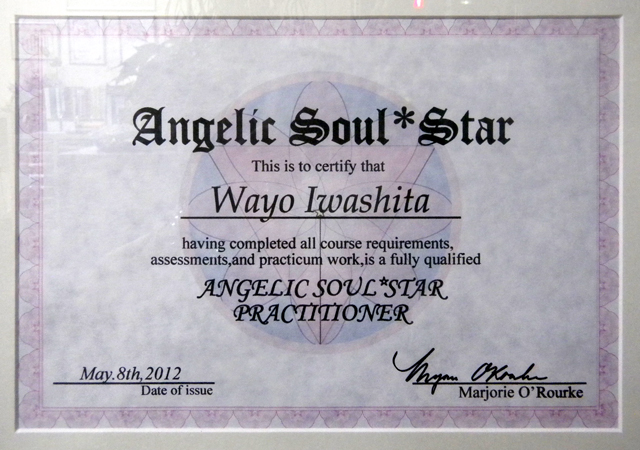 Angelic Soul*Star
This is to certify that
Wayo Iwashita
having completed all course requirements,
assessments,and practicum work,is a fully qualified
ANGELIC SOUL*STAR
PRACTITIONER
May.8th,2012
Date of issue
Marjorie O'Rourke